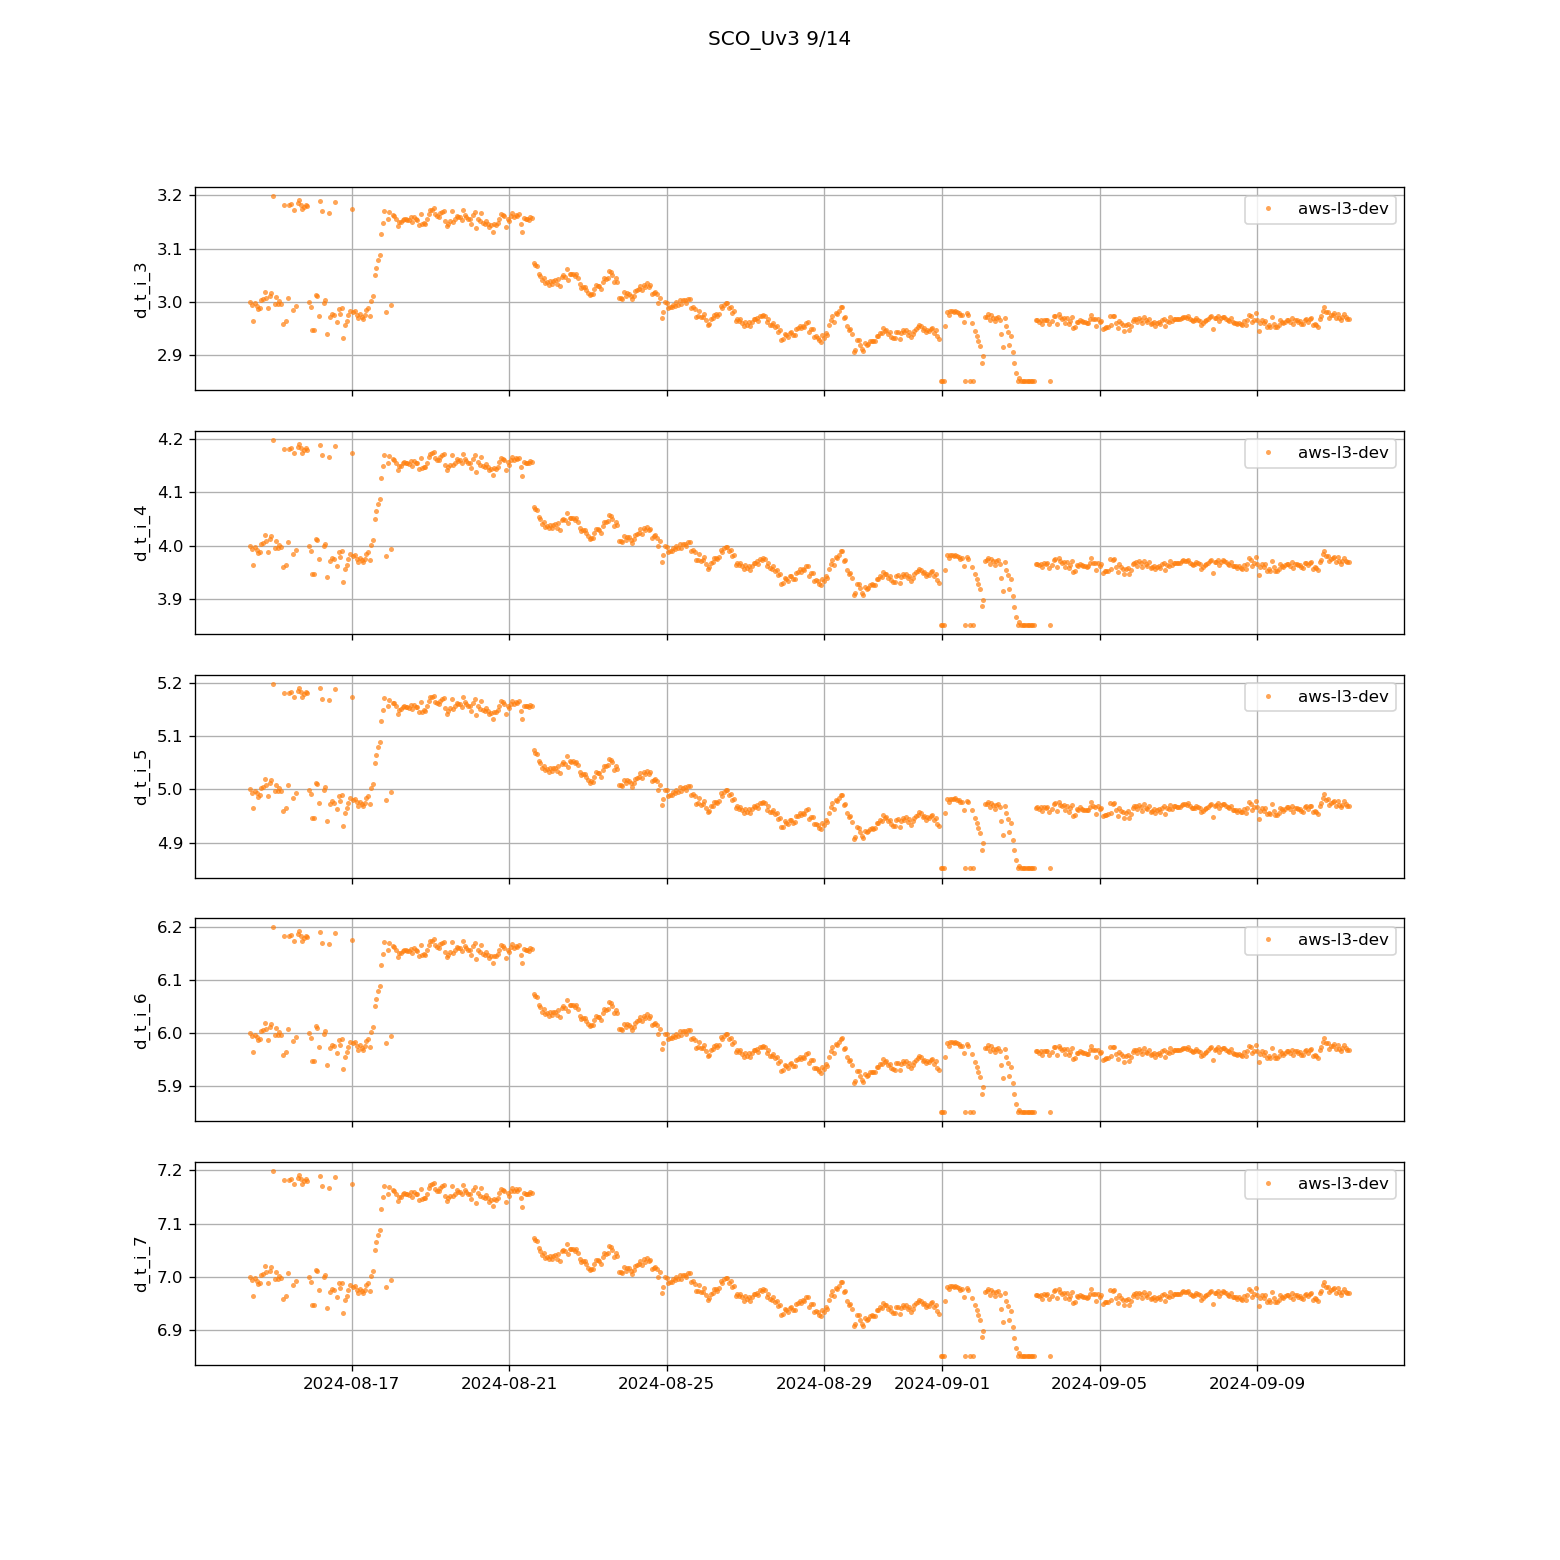 SCO_Uv3 9/14
3.2
3.1
3.0
2.9
d_t_i_3
aws-l3-dev
4.2
4.1
4.0
3.9
d_t_i_4
aws-l3-dev
5.2
5.1
5.0
4.9
d_t_i_5
aws-l3-dev
6.2
6.1
6.0
5.9
d_t_i_6
aws-l3-dev
7.2
7.1
7.0
6.9
d_t_i_7
aws-l3-dev
2024-08-17 2024-08-21 2024-08-25 2024-08-29 2024-09-01 2024-09-05 2024-09-09